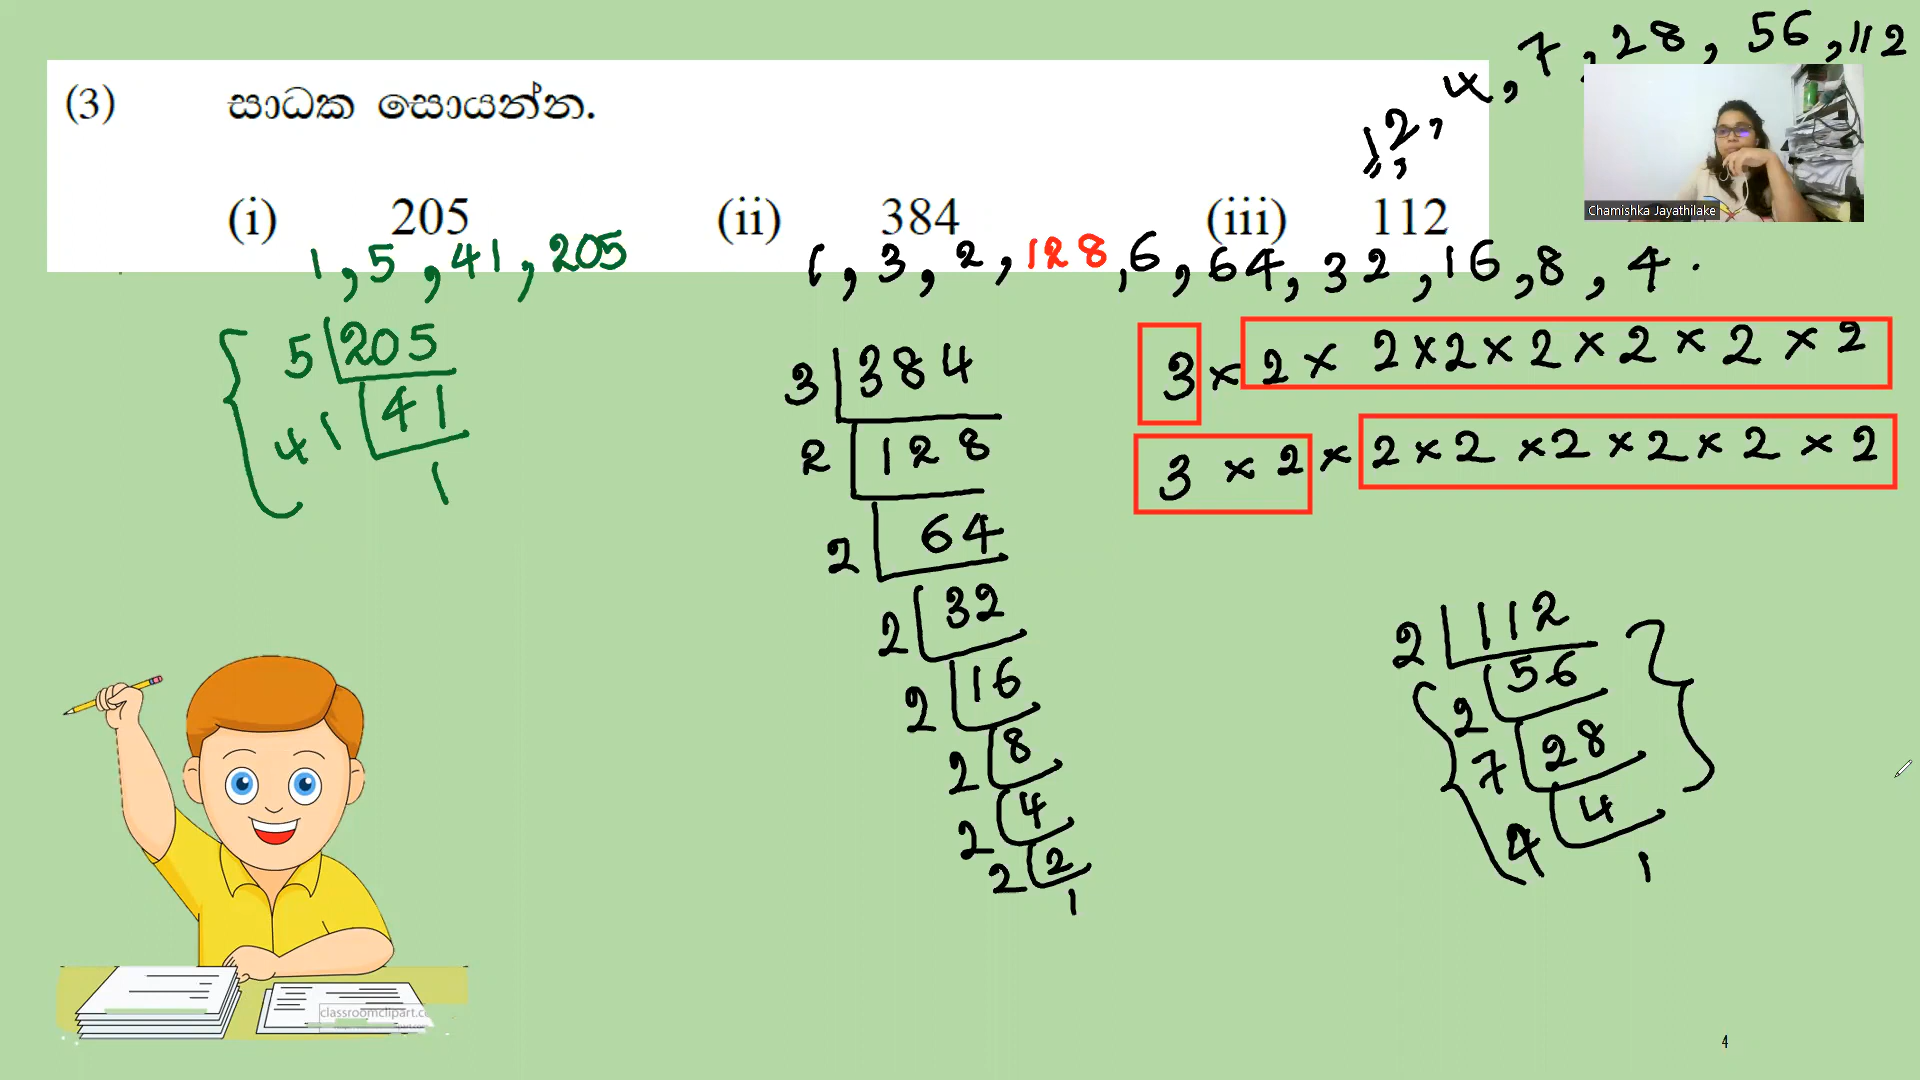 4, 7, 28, 56, 112
1, 2,
(3) සාධක සොයන්න.
Chamishka Jayathilake
(i) 205 (ii) 384 (iii) 112
1, 5, 41, 205
1, 3, 2, 128, 6, 64, 32, 16, 8, 4.
5 205
41 41
1
3 384
2 128
2 64
2 32
2 16
2 8
2 4
2 2
1
3 × 2 × 2 × 2 × 2 × 2 × 2 × 2
3 × 2 × 2 × 2 × 2 × 2 × 2 × 2
2 112
2 56
7 28
4 4
1
classroomclipart.com
4